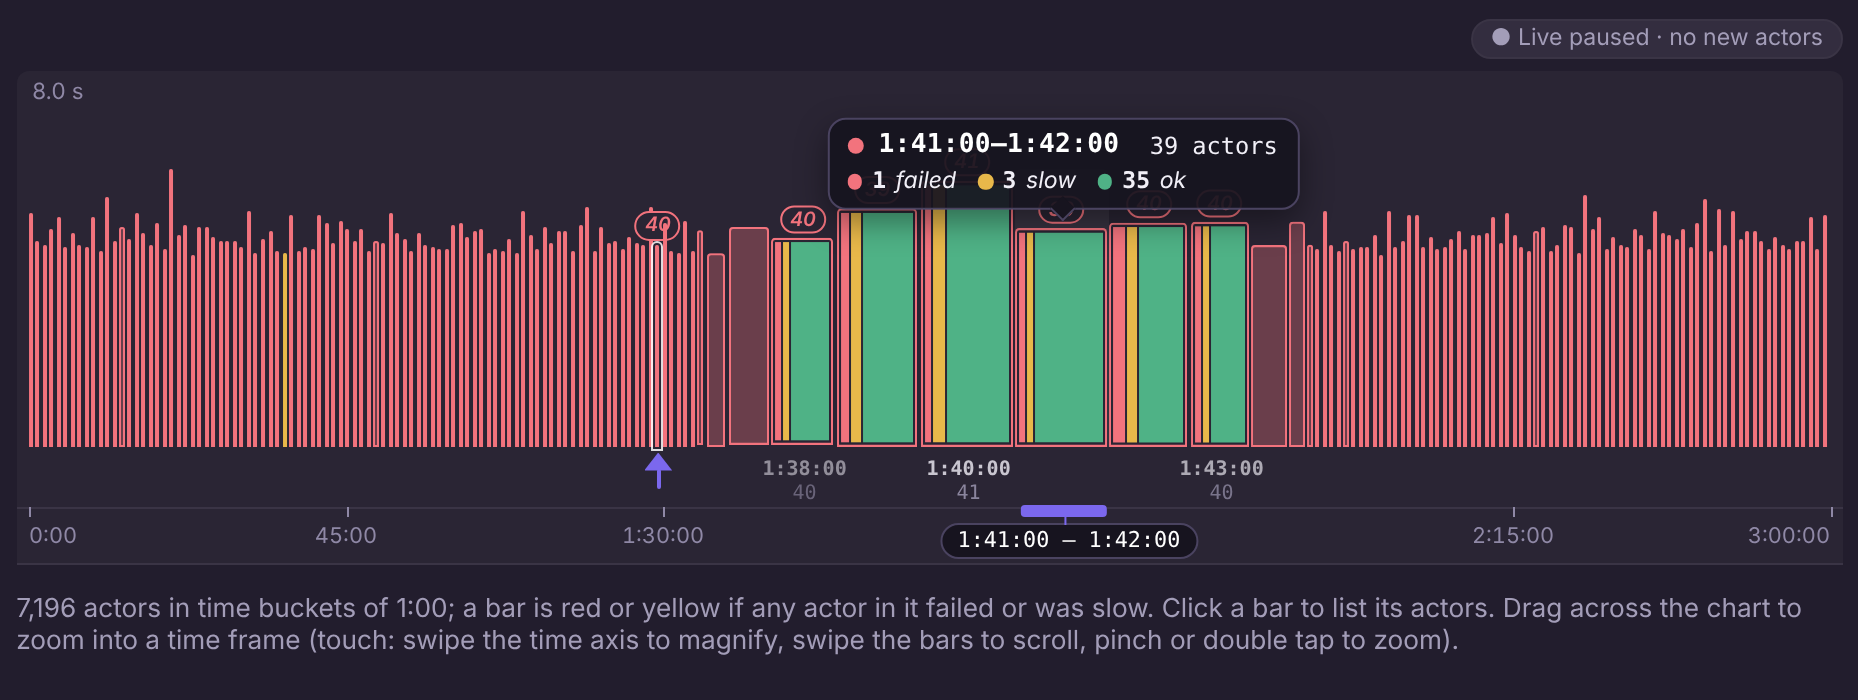 Live paused · no new actors
8.0 s
1:41:00–1:42:00 39 actors
1 failed 3 slow 35 ok
40
40
40
40
1:38:00
40
1:40:00
41
1:43:00
40
0:00
45:00
1:30:00
2:15:00
3:00:00
1:41:00 – 1:42:00
7,196 actors in time buckets of 1:00; a bar is red or yellow if any actor in it failed or was slow. Click a bar to list its actors. Drag across the chart to
zoom into a time frame (touch: swipe the time axis to magnify, swipe the bars to scroll, pinch or double tap to zoom).